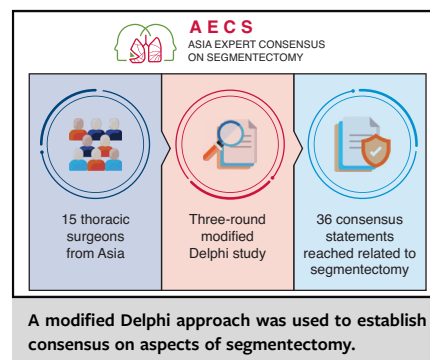 AECS
ASIA EXPERT CONSENSUS
ON SEGMENTECTOMY
15 thoracic
surgeons
from Asia
Three-round
modified
Delphi study
36 consensus
statements
reached related to
segmentectomy
A modified Delphi approach was used to establish
consensus on aspects of segmentectomy.